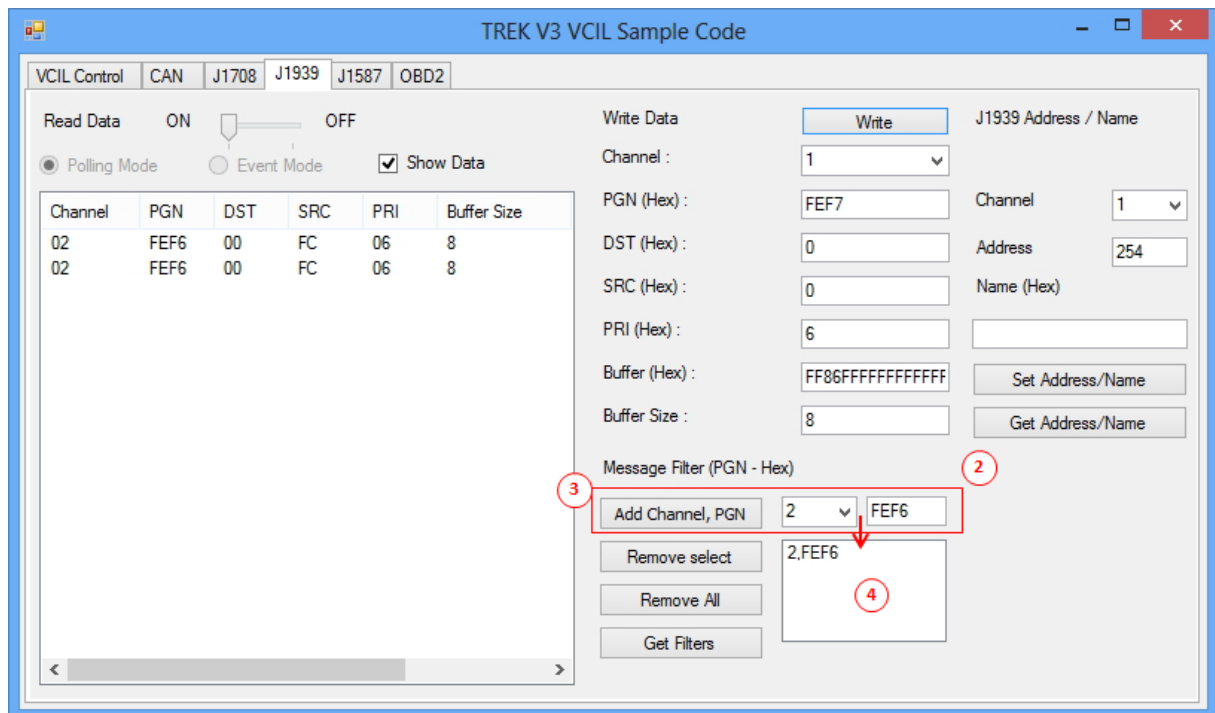 TREK V3 VCIL Sample Code
VCIL Control CAN J1708 J1939 J1587 OBD2
Read Data ON OFF
Polling Mode Event Mode Show Data
Channel PGN DST SRC PRI Buffer Size
02 FEF6 00 FC 06 8
02 FEF6 00 FC 06 8
Write Data Write
Channel : 1
PGN (Hex) : FEF7
DST (Hex) : 0
SRC (Hex) : 0
PRI (Hex) : 6
Buffer (Hex) : FF86FFFFFFFFFFFF
Buffer Size : 8
J1939 Address / Name
Channel 1
Address 254
Name (Hex)
Set Address/Name
Get Address/Name
Message Filter (PGN - Hex)
2
3
Add Channel, PGN 2 FEF6
Remove select 2,FEF6
Remove All 4
Get Filters